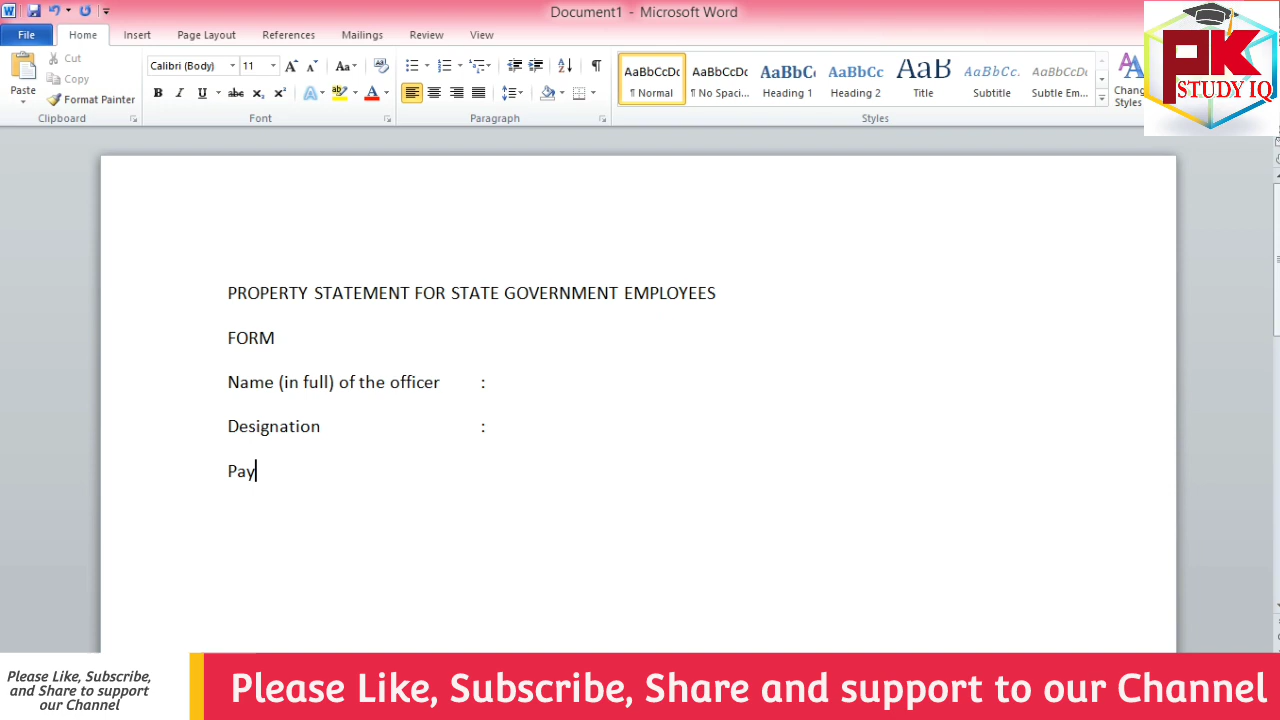 Document1 - Microsoft Word
File Home Insert Page Layout References Mailings Review View
Cut
Copy
Format Painter
Paste
Calibri (Body) 11
AaBbCcDc AaBbCcDc AaBbC AaBbCc AaB AaBbCc. AaBbCcDc
¶ Normal ¶ No Spaci... Heading 1 Heading 2 Title Subtitle Subtle Em...
Chang
Styles
Clipboard Font Paragraph Styles
PK
STUDY IQ
PROPERTY STATEMENT FOR STATE GOVERNMENT EMPLOYEES
FORM
Name (in full) of the officer :
Designation :
Pay
Please Like, Subscribe,
and Share to support
our Channel
Please Like, Subscribe, Share and support to our Channel